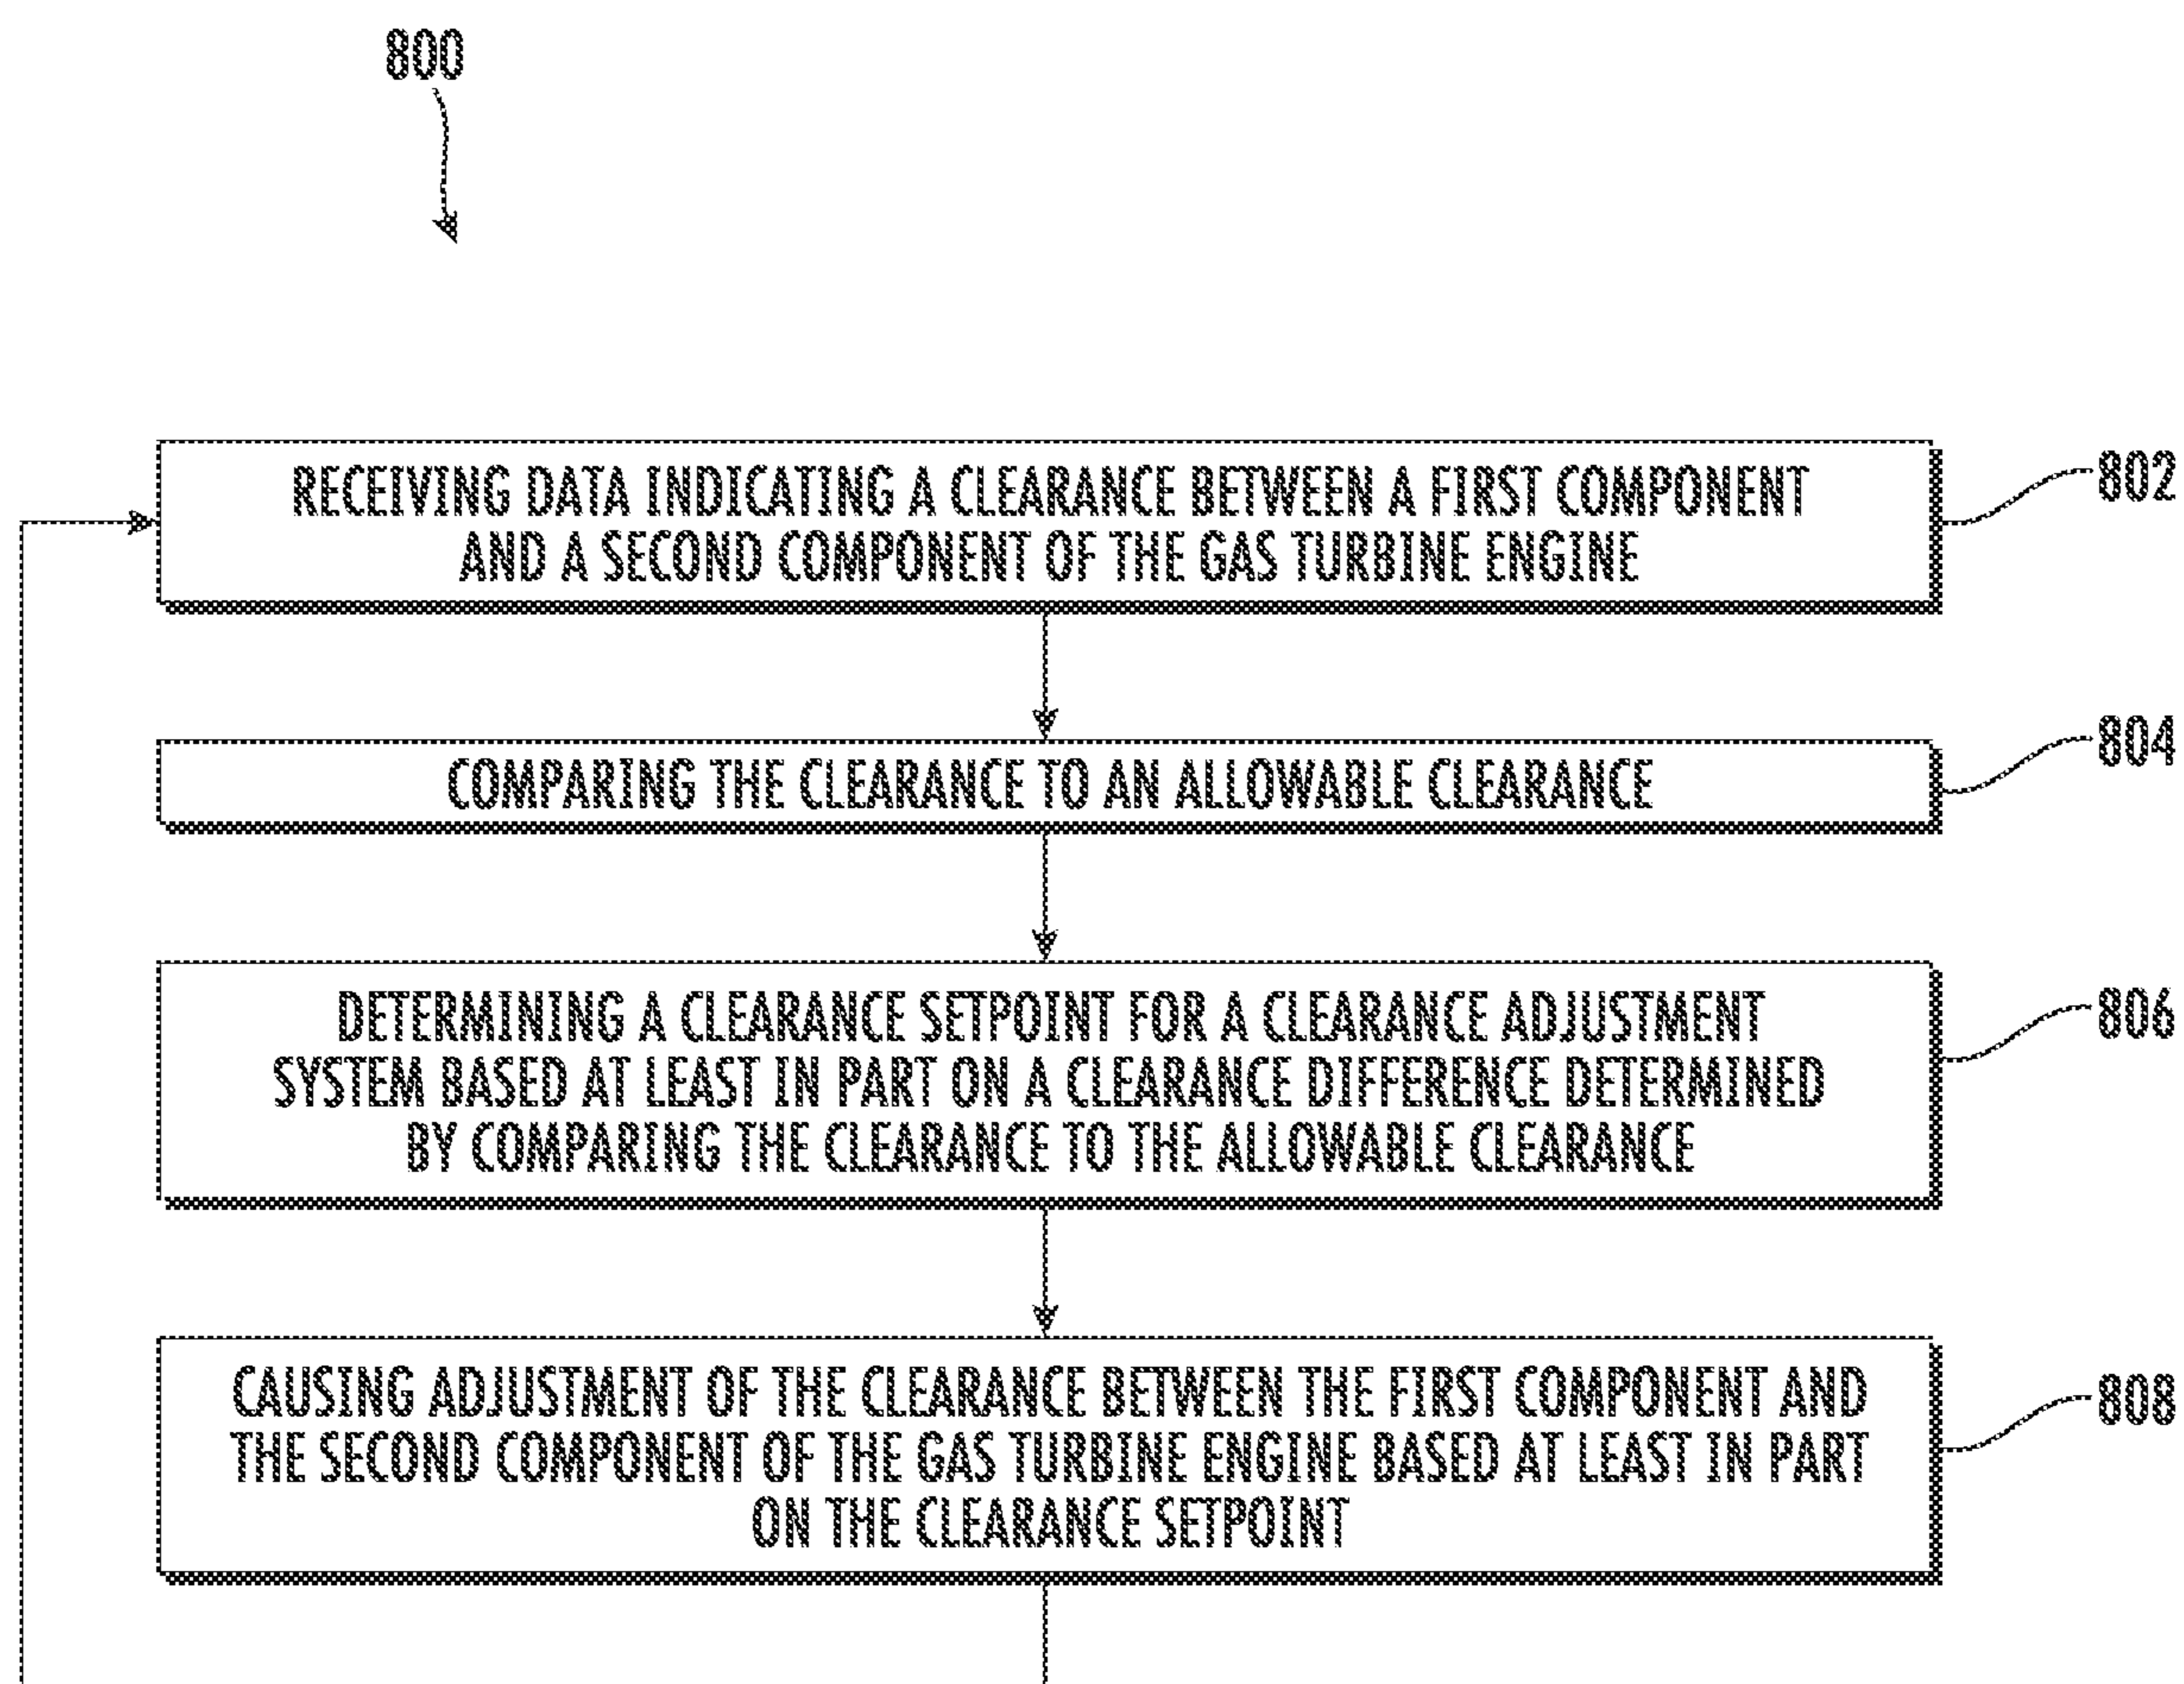 800
RECEIVING DATA INDICATING A CLEARANCE BETWEEN A FIRST COMPONENT
AND A SECOND COMPONENT OF THE GAS TURBINE ENGINE
802
COMPARING THE CLEARANCE TO AN ALLOWABLE CLEARANCE
804
DETERMINING A CLEARANCE SETPOINT FOR A CLEARANCE ADJUSTMENT
SYSTEM BASED AT LEAST IN PART ON A CLEARANCE DIFFERENCE DETERMINED
BY COMPARING THE CLEARANCE TO THE ALLOWABLE CLEARANCE
806
CAUSING ADJUSTMENT OF THE CLEARANCE BETWEEN THE FIRST COMPONENT AND
THE SECOND COMPONENT OF THE GAS TURBINE ENGINE BASED AT LEAST IN PART
ON THE CLEARANCE SETPOINT
808